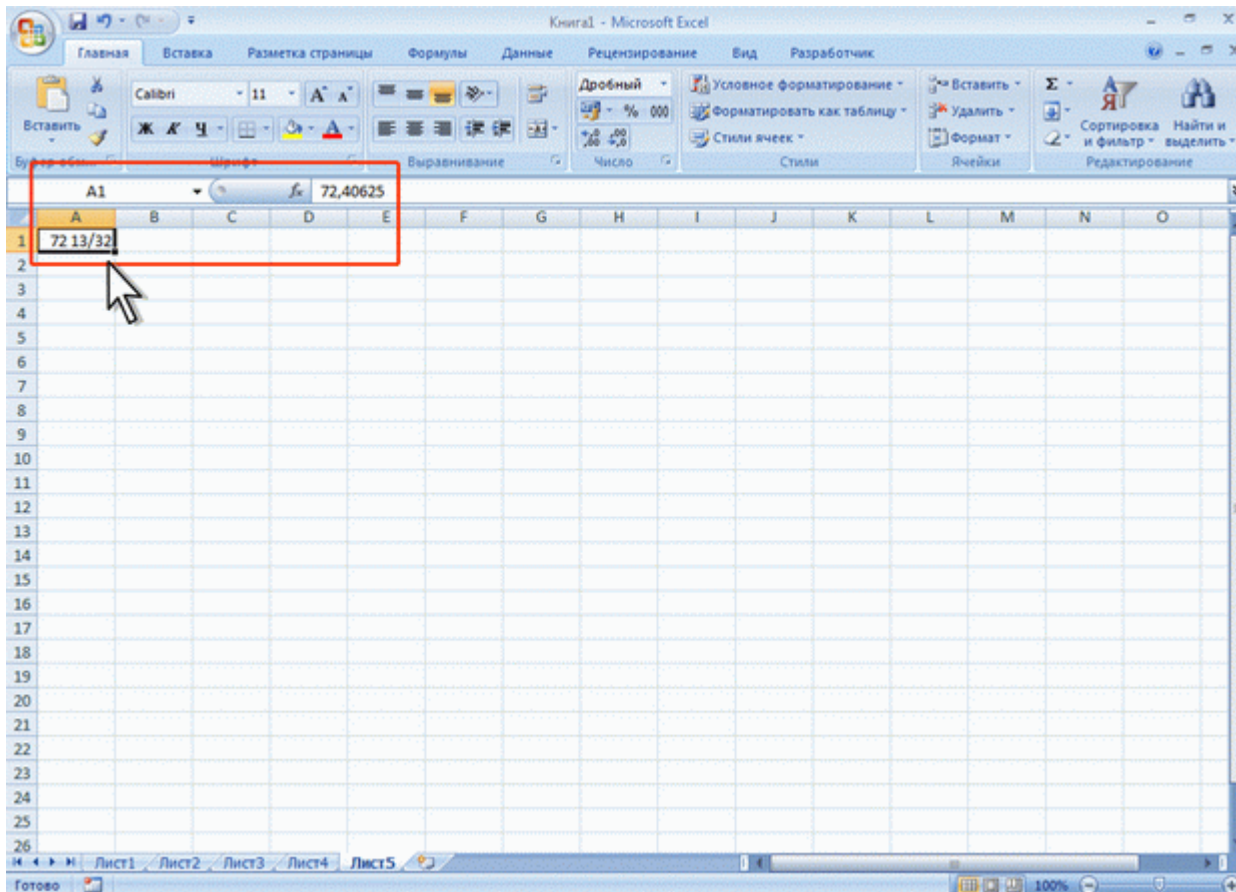 Книга1 - Microsoft Excel
Главная Вставка Разметка страницы Формулы Данные Рецензирование Вид Разработчик
Вставить
Calibri 11
Ж К Ч
Дробный
% 000
Условное форматирование
Форматировать как таблицу
Стили ячеек
Вставить
Удалить
Формат
Σ
Сортировка и фильтр
Найти и выделить
Шрифт Выравнивание Число Стили Ячейки Редактирование
A1 fx 72,40625
A B C D E F G H I J K L M N O
1 72 13/32
2
3
4
5
6
7
8
9
10
11
12
13
14
15
16
17
18
19
20
21
22
23
24
25
26
Лист1 Лист2 Лист3 Лист4 Лист5
Готово 100%